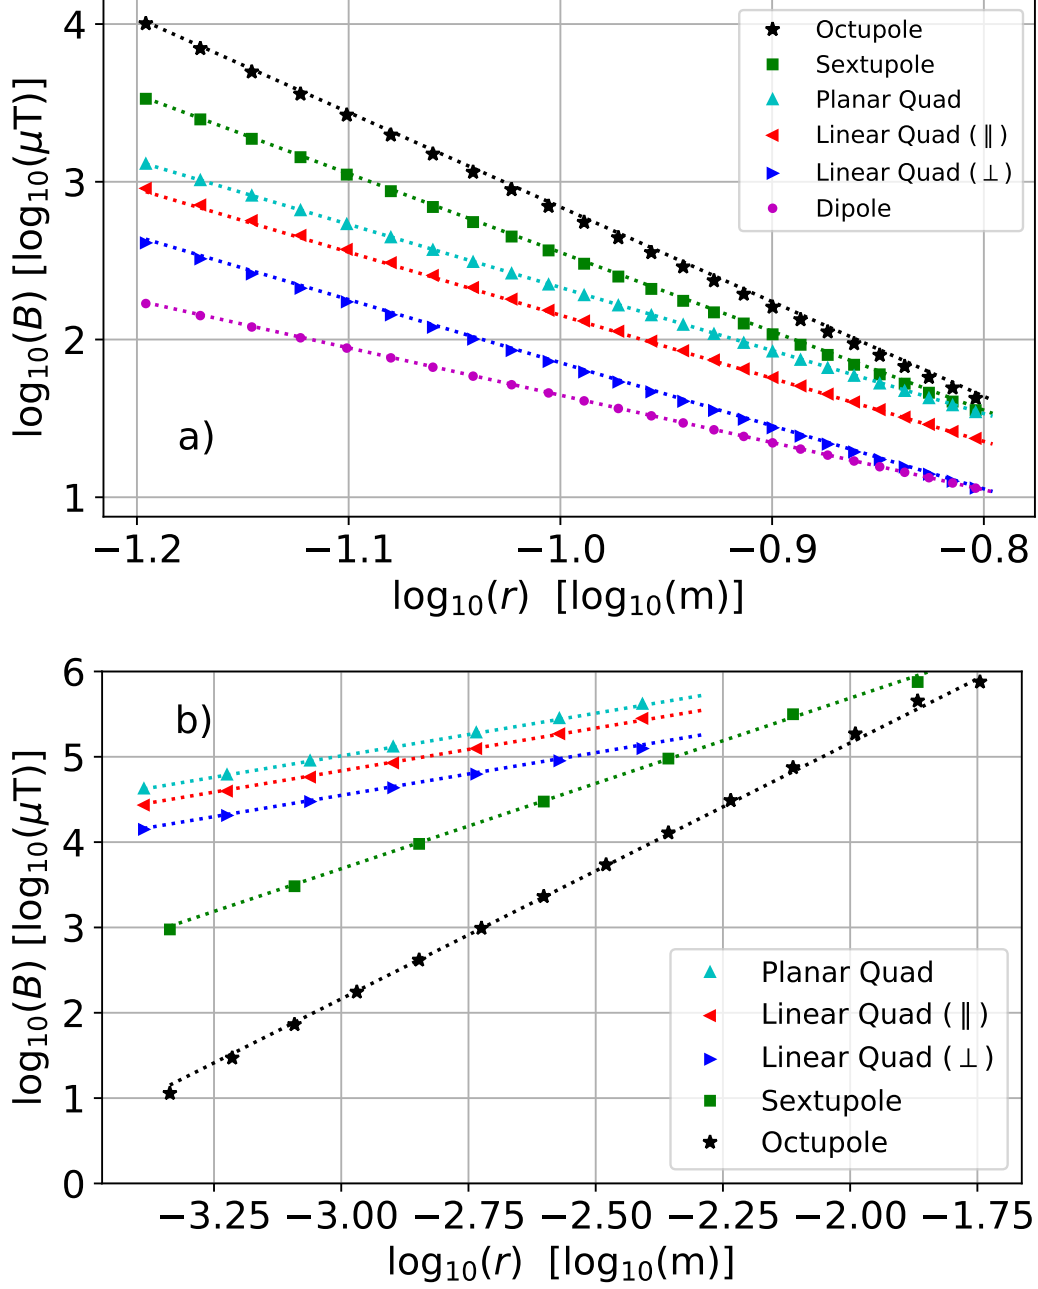 4
3
2
1
log10(B) [log10(μT)]
Octupole
Sextupole
Planar Quad
Linear Quad (∥)
Linear Quad (⊥)
Dipole
a)
−1.2 −1.1 −1.0 −0.9 −0.8
log10(r) [log10(m)]
6
5
4
3
2
1
0
log10(B) [log10(μT)]
b)
Planar Quad
Linear Quad (∥)
Linear Quad (⊥)
Sextupole
Octupole
−3.25 −3.00 −2.75 −2.50 −2.25 −2.00 −1.75
log10(r) [log10(m)]